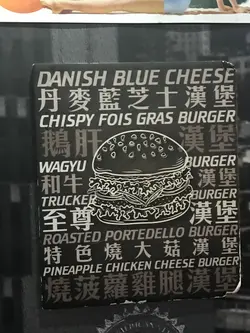 DANISH BLUE CHEESE
丹麥藍芝士漢堡
CHISPY FOIS GRAS BURGER
鵝肝 漢堡
WAGYU BURGER
和牛 漢堡
TRUCKER BURGER
至尊 漢堡
ROASTED PORTEDELLO BURGER
特色燒大菇漢堡
PINEAPPLE CHICKEN CHEESE BURGER
燒波羅雞腿漢堡